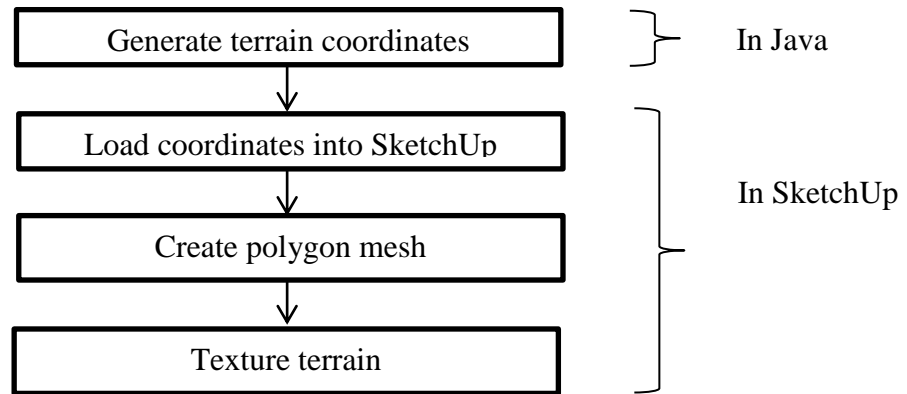 Generate terrain coordinates
In Java
Load coordinates into SketchUp
In SketchUp
Create polygon mesh
Texture terrain